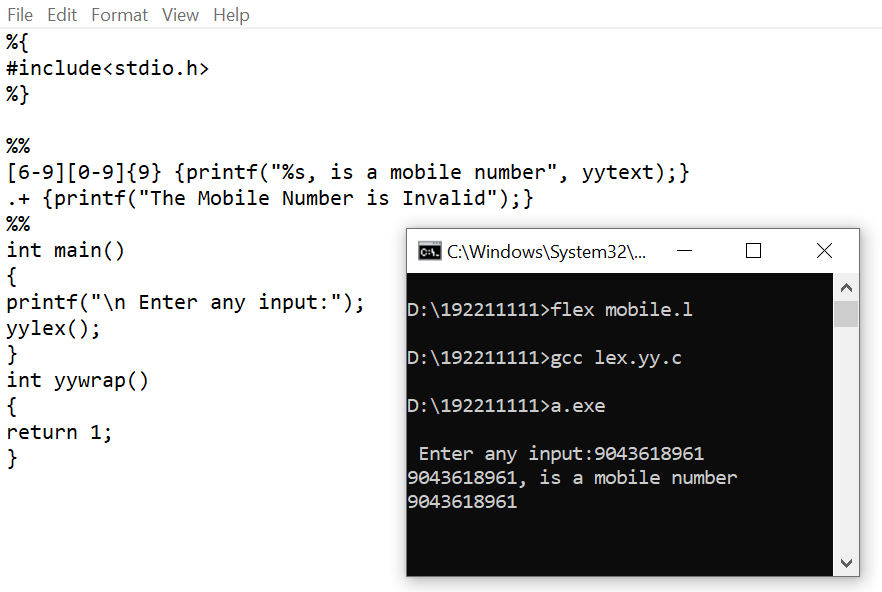 File Edit Format View Help
%{
#include<stdio.h>
%}
%%
[6-9][0-9]{9} {printf("%s, is a mobile number", yytext);}
.+ {printf("The Mobile Number is Invalid");}
%%
int main()
{
printf("\n Enter any input:");
yylex();
}
int yywrap()
{
return 1;
}
C:\Windows\System32\...
D:\192211111>flex mobile.l
D:\192211111>gcc lex.yy.c
D:\192211111>a.exe
Enter any input:9043618961
9043618961, is a mobile number
9043618961